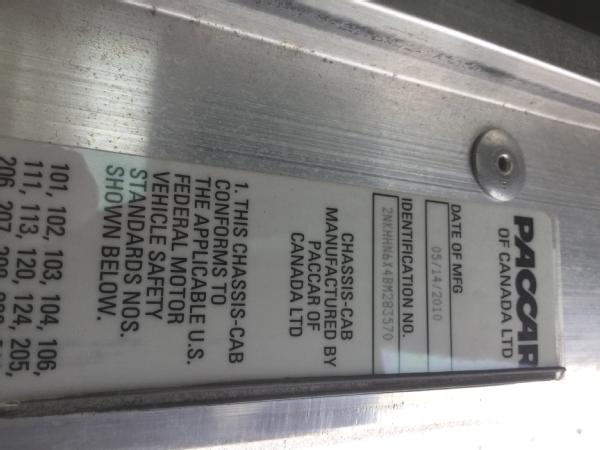 PACCAR
OF CANADA LTD
DATE OF MFG
05/14/2010
IDENTIFICATION NO.
2NKHHN6X4BM283570
CHASSIS-CAB
MANUFACTURED BY
PACCAR OF
CANADA LTD
1. THIS CHASSIS-CAB
CONFORMS TO
THE APPLICABLE U.S.
FEDERAL MOTOR
VEHICLE SAFETY
STANDARDS NOS.
SHOWN BELOW.
101, 102, 103, 104, 106,
111, 113, 120, 124, 205,
206, 207,